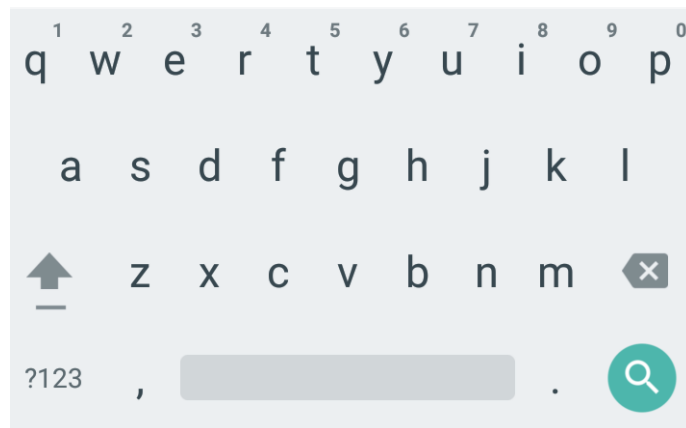 1 2 3 4 5 6 7 8 9 0
q w e r t y u i o p
a s d f g h j k l
z x c v b n m
?123 , .